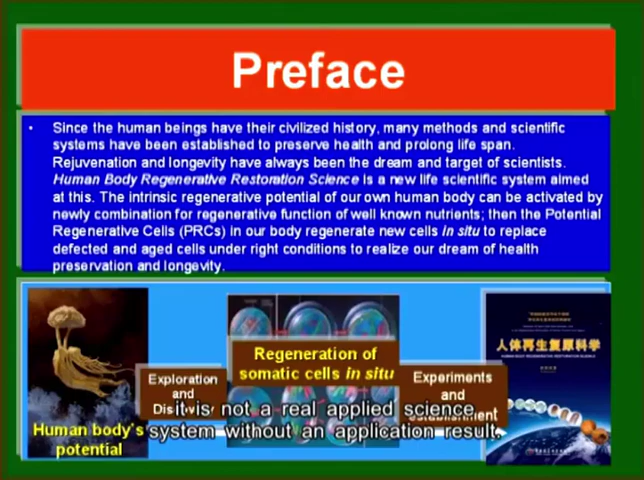 Preface
• Since the human beings have their civilized history, many methods and scientific
systems have been established to preserve health and prolong life span.
Rejuvenation and longevity have always been the dream and target of scientists.
Human Body Regenerative Restoration Science is a new life scientific system aimed
at this. The intrinsic regenerative potential of our own human body can be activated by
newly combination for regenerative function of well known nutrients; then the Potential
Regenerative Cells (PRCs) in our body regenerate new cells in situ to replace
defected and aged cells under right conditions to realize our dream of health
preservation and longevity.
Human body's
potential
Exploration
and
Regeneration of
somatic cells in situ
Experiments
and
establishment
人体再生复原科学
HUMAN BODY REGENERATIVE RESTORATION SCIENCE
it is not a real applied science
system without an application result.